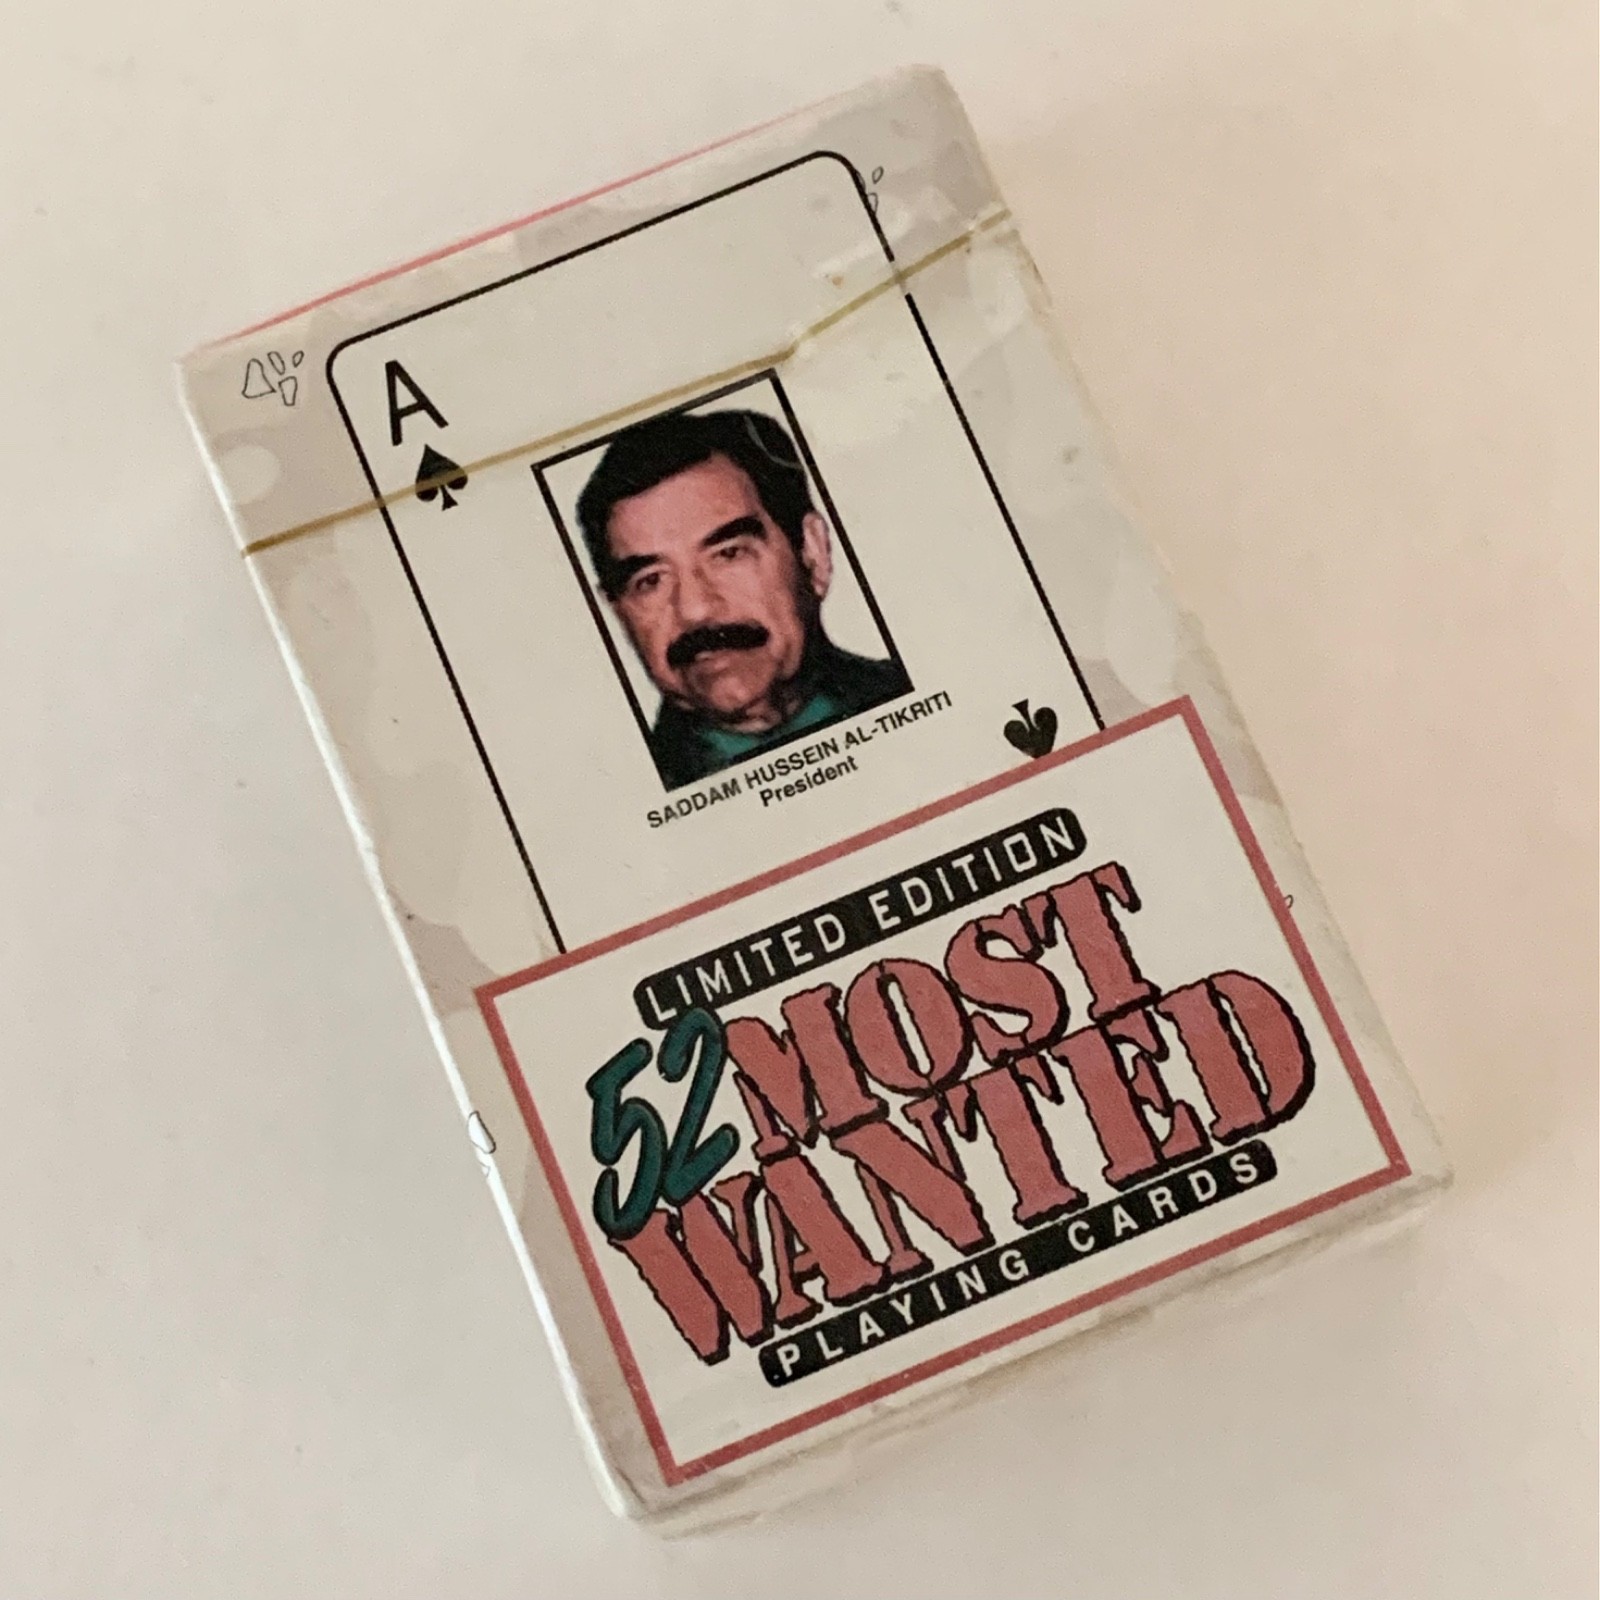 A
SADDAM HUSSEIN AL-TIKRITI
President
LIMITED EDITION
52 MOST
WANTED
PLAYING CARDS